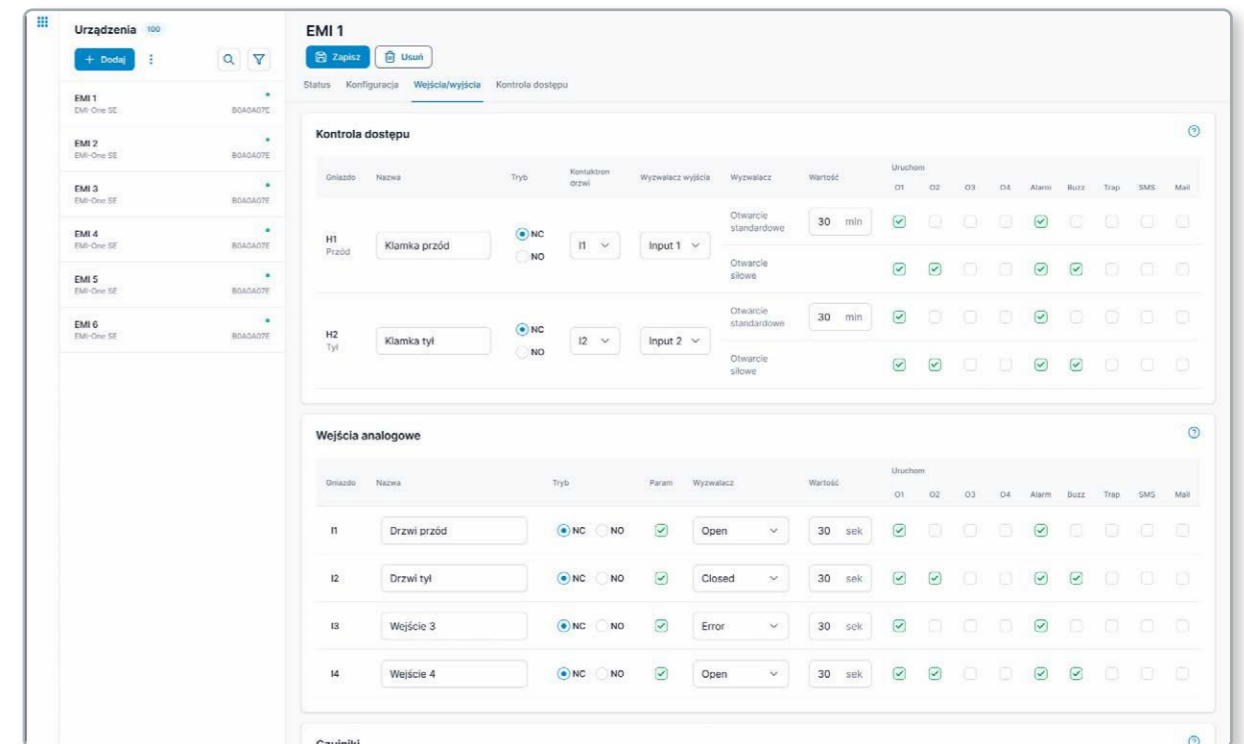 Urządzenia 100
+ Dodaj
EMI 1
EMI-One SE B0A0A07E
EMI 2
EMI-One SE B0A0A07E
EMI 3
EMI-One SE B0A0A07E
EMI 4
EMI-One SE B0A0A07E
EMI 5
EMI-One SE B0A0A07E
EMI 6
EMI-One SE B0A0A07E
EMI 1
Zapisz Usuń
Status Konfiguracja Wejścia/wyjścia Kontrola dostępu
Kontrola dostępu
Uruchom
Gniazdo Nazwa Tryb Kontaktron drzwi Wyzwalacz wyjścia Wyzwalacz Wartość O1 O2 O3 O4 Alarm Buzz Trap SMS Mail
H1
Przód
Klamka przód
NC
NO
I1
Input 1
Otwarcie
standardowe
30 min
Otwarcie
siłowe
H2
Tył
Klamka tył
NC
NO
I2
Input 2
Otwarcie
standardowe
30 min
Otwarcie
siłowe
Wejścia analogowe
Uruchom
Gniazdo Nazwa Tryb Param Wyzwalacz Wartość O1 O2 O3 O4 Alarm Buzz Trap SMS Mail
I1 Drzwi przód NC NO Open 30 sek
I2 Drzwi tył NC NO Closed 30 sek
I3 Wejście 3 NC NO Error 30 sek
I4 Wejście 4 NC NO Open 30 sek
Czujniki